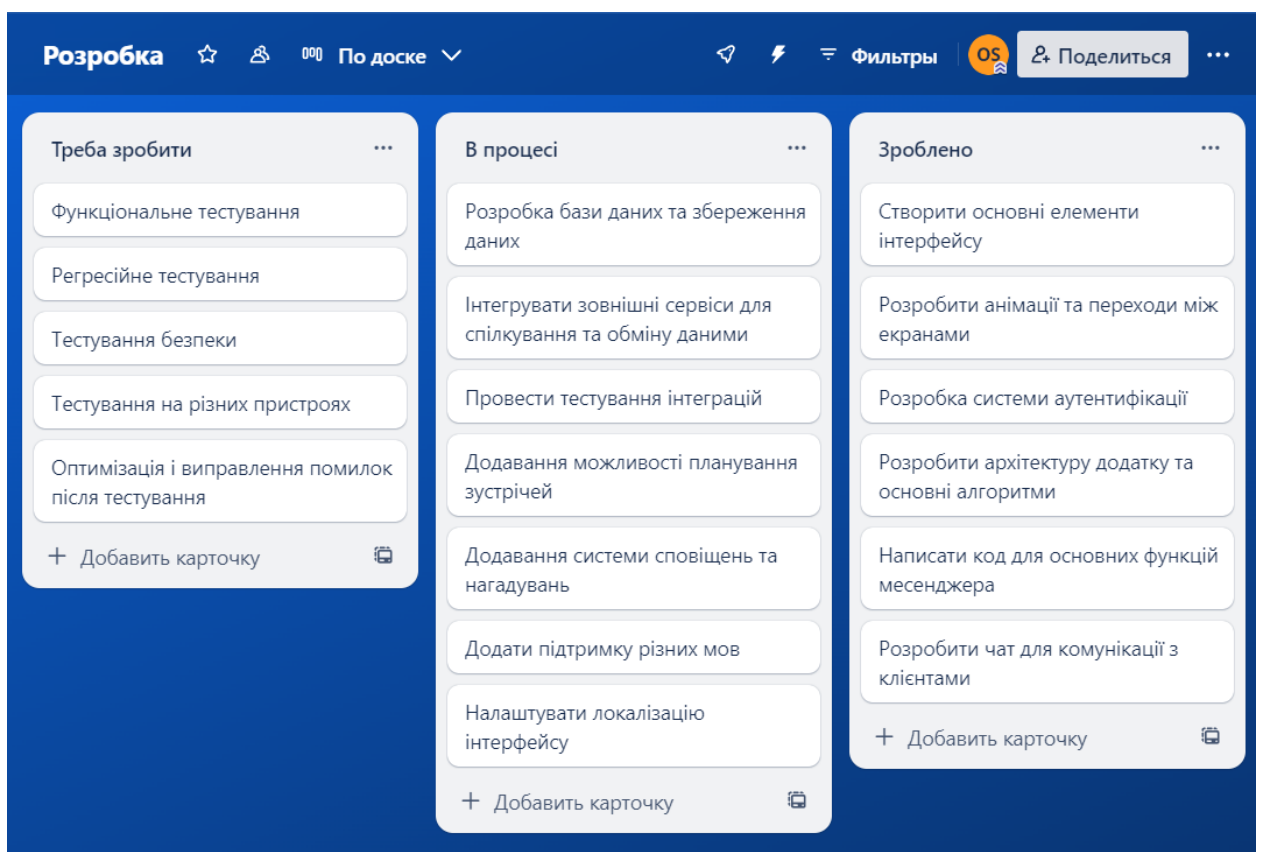 Розробка
По доске
Фильтры
OS
Поделиться
Треба зробити
Функціональне тестування
Регресійне тестування
Тестування безпеки
Тестування на різних пристроях
Оптимізація і виправлення помилок
після тестування
Добавить карточку
В процесі
Розробка бази даних та збереження
даних
Інтегрувати зовнішні сервіси для
спілкування та обміну даними
Провести тестування інтеграцій
Додавання можливості планування
зустрічей
Додавання системи сповіщень та
нагадувань
Додати підтримку різних мов
Налаштувати локалізацію
інтерфейсу
Добавить карточку
Зроблено
Створити основні елементи
інтерфейсу
Розробити анімації та переходи між
екранами
Розробка системи аутентифікації
Розробити архітектуру додатку та
основні алгоритми
Написати код для основних функцій
месенджера
Розробити чат для комунікації з
клієнтами
Добавить карточку